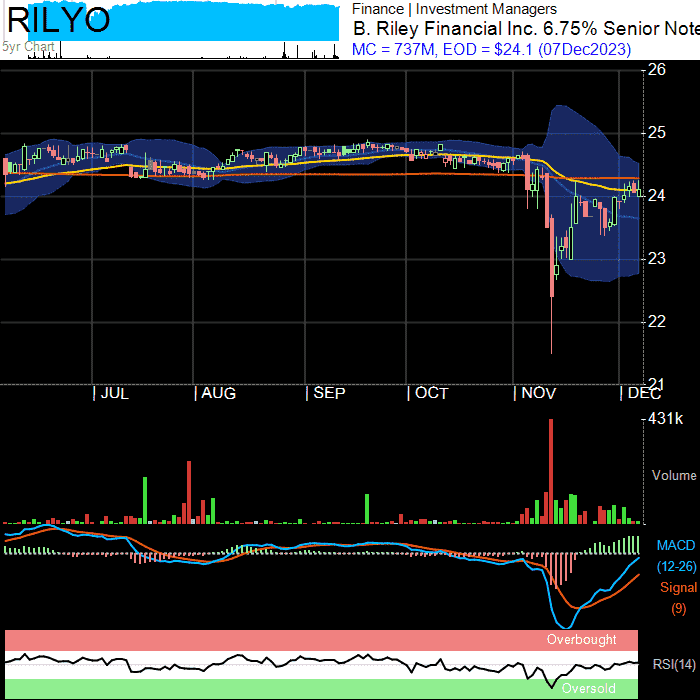 RILYO
5yr Chart
Finance | Investment Managers
B. Riley Financial Inc. 6.75% Senior Note
MC = 737M, EOD = $24.1 (07Dec2023)
26
25
24
23
22
21
JUL AUG SEP OCT NOV DEC
431k
Volume
MACD
(12-26)
Signal
(9)
Overbought
RSI(14)
Oversold